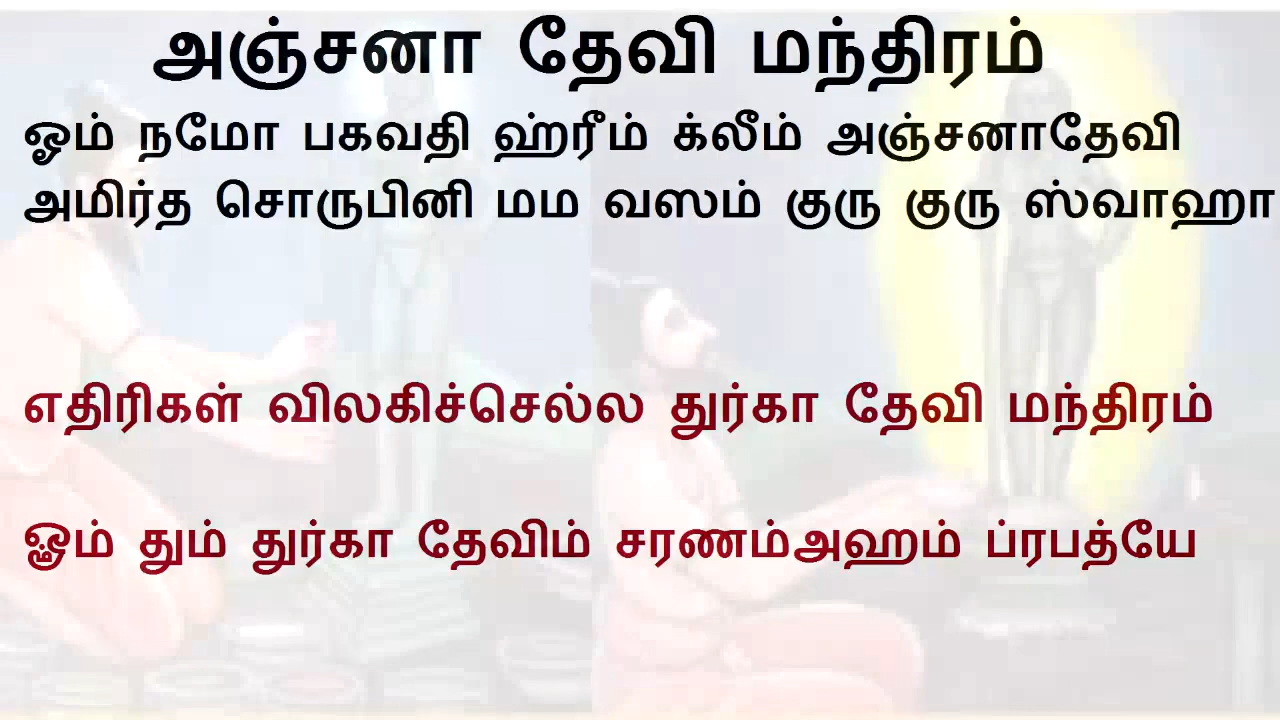 அஞ்சனா தேவி மந்திரம்
ஓம் நமோ பகவதி ஹ்ரீம் க்லீம் அஞ்சனாதேவி
அமிர்த சொருபினி மம வஸம் குரு குரு ஸ்வாஹா
எதிரிகள் விலகிச்செல்ல துர்கா தேவி மந்திரம்
ஓம் தும் துர்கா தேவிம் சரணம்அஹம் ப்ரபத்யே